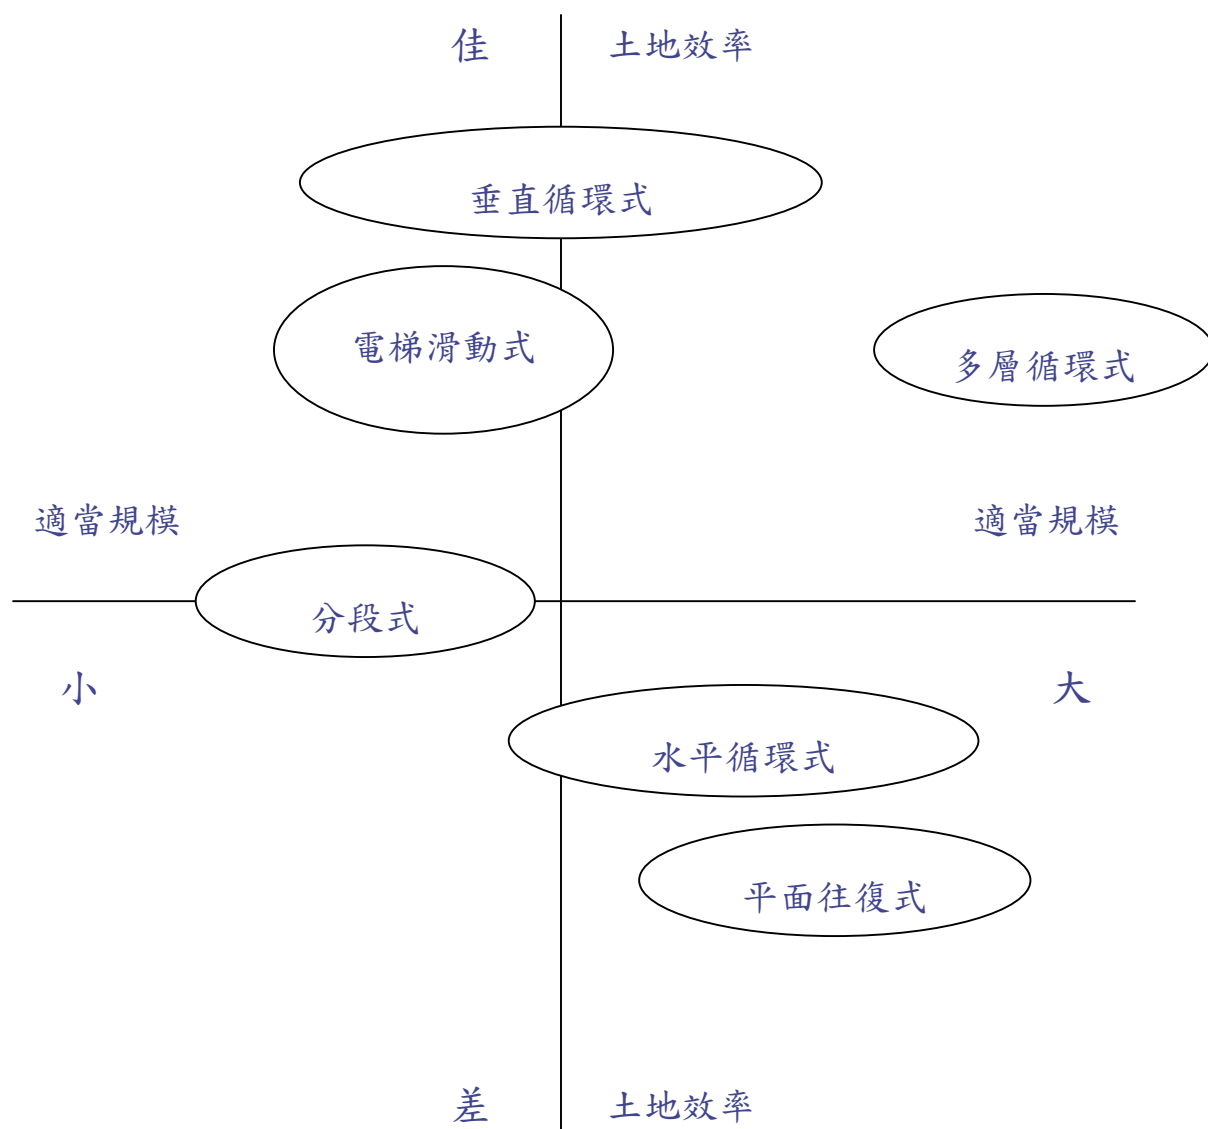 佳 土地效率
垂直循環式
電梯滑動式
多層循環式
適當規模 適當規模
分段式
小 大
水平循環式
平面往復式
差 土地效率